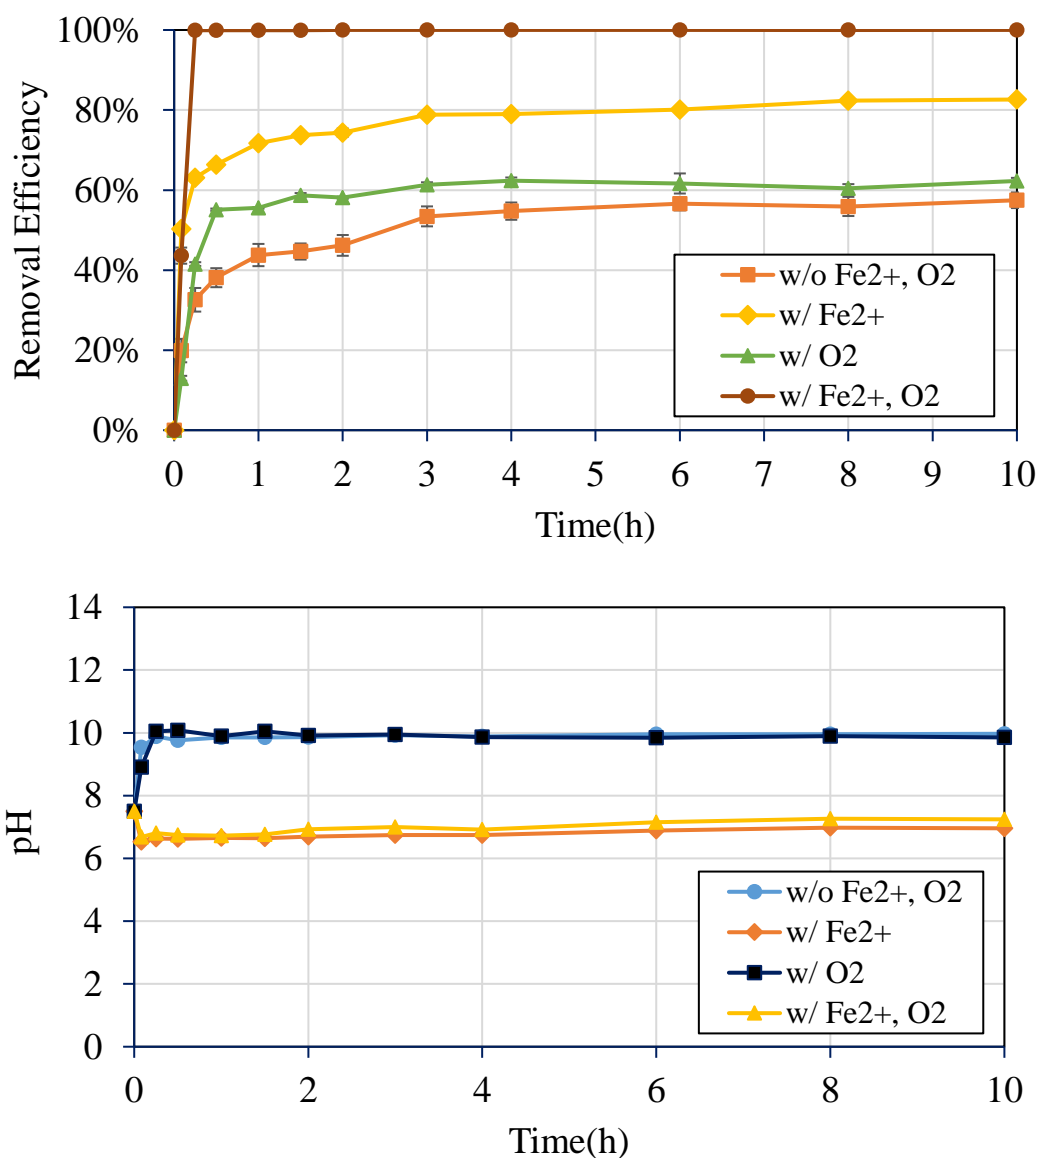 100%
80%
60%
40%
20%
0%
Removal Efficiency
w/o Fe2+, O2
w/ Fe2+
w/ O2
w/ Fe2+, O2
0 1 2 3 4 5 6 7 8 9 10
Time(h)
14
12
10
8
6
4
2
0
pH
w/o Fe2+, O2
w/ Fe2+
w/ O2
w/ Fe2+, O2
0 2 4 6 8 10
Time(h)